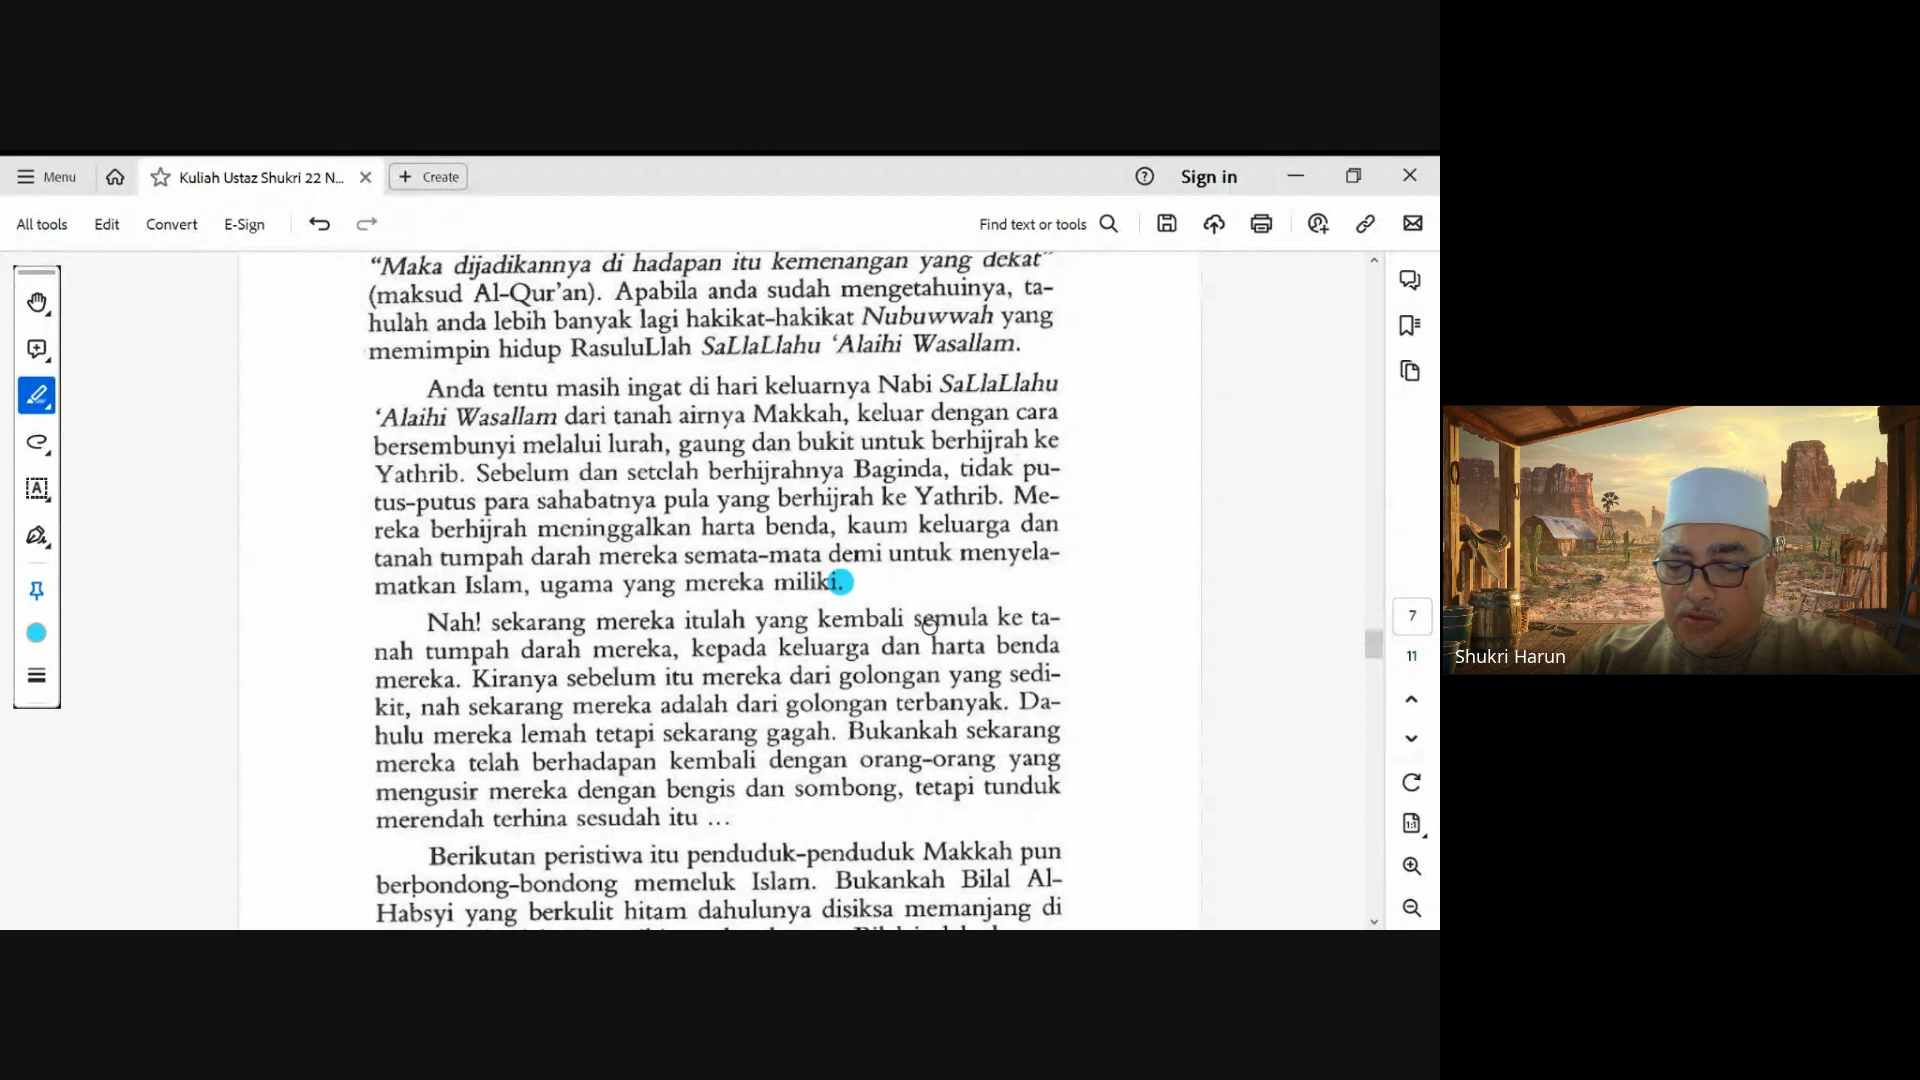 Menu
Kuliah Ustaz Shukri 22 N...
Create
Sign in
All tools
Edit
Convert
E-Sign
Find text or tools
“Maka dijadikannya di hadapan itu kemenangan yang dekat”
(maksud Al-Qur’an). Apabila anda sudah mengetahuinya, ta-
hulah anda lebih banyak lagi hakikat-hakikat Nubuwwah yang
memimpin hidup RasuluLlah SaLlaLlahu ‘Alaihi Wasallam.
Anda tentu masih ingat di hari keluarnya Nabi SaLlaLlahu
‘Alaihi Wasallam dari tanah airnya Makkah, keluar dengan cara
bersembunyi melalui lurah, gaung dan bukit untuk berhijrah ke
Yathrib. Sebelum dan setelah berhijrahnya Baginda, tidak pu-
tus-putus para sahabatnya pula yang berhijrah ke Yathrib. Me-
reka berhijrah meninggalkan harta benda, kaum keluarga dan
tanah tumpah darah mereka semata-mata demi untuk menyela-
matkan Islam, ugama yang mereka miliki.
Nah! sekarang mereka itulah yang kembali semula ke ta-
nah tumpah darah mereka, kepada keluarga dan harta benda
mereka. Kiranya sebelum itu mereka dari golongan yang sedi-
kit, nah sekarang mereka adalah dari golongan terbanyak. Da-
hulu mereka lemah tetapi sekarang gagah. Bukankah sekarang
mereka telah berhadapan kembali dengan orang-orang yang
mengusir mereka dengan bengis dan sombong, tetapi tunduk
merendah terhina sesudah itu ...
Berikutan peristiwa itu penduduk-penduduk Makkah pun
berbondong-bondong memeluk Islam. Bukankah Bilal Al-
Habsyi yang berkulit hitam dahulunya disiksa memanjang di
7
11
Shukri Harun